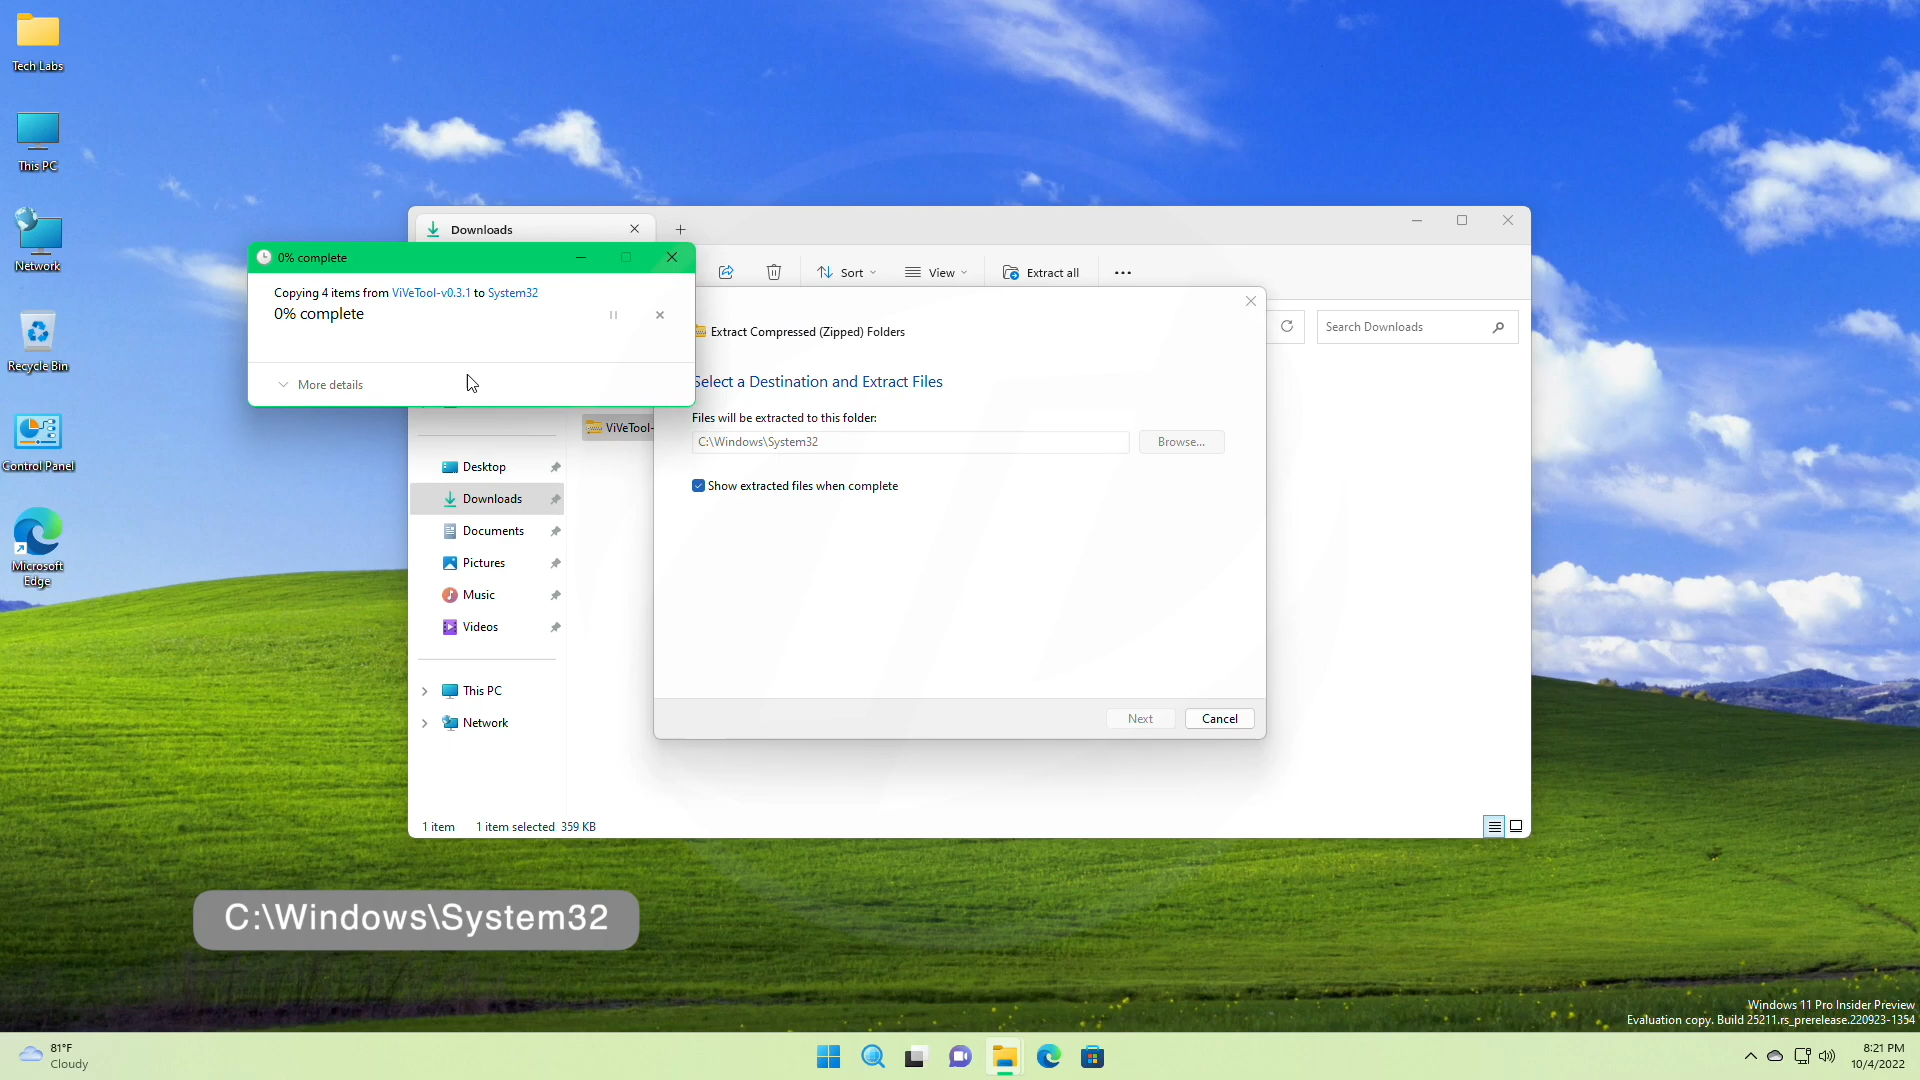 Tech Labs
This PC
Network
Recycle Bin
Control Panel
Microsoft
Edge
Downloads
0% complete
Copying 4 items from ViVeTool-v0.3.1 to System32
0% complete
More details
Sort
View
Extract all
Search Downloads
Extract Compressed (Zipped) Folders
Select a Destination and Extract Files
Files will be extracted to this folder:
C:\Windows\System32
Browse...
Show extracted files when complete
ViVeTool-
Desktop
Downloads
Documents
Pictures
Music
Videos
This PC
Network
Next
Cancel
1 item
1 item selected 359 KB
C:\Windows\System32
Windows 11 Pro Insider Preview
Evaluation copy. Build 25211.rs_prerelease.220923-1354
81°F
Cloudy
8:21 PM
10/4/2022